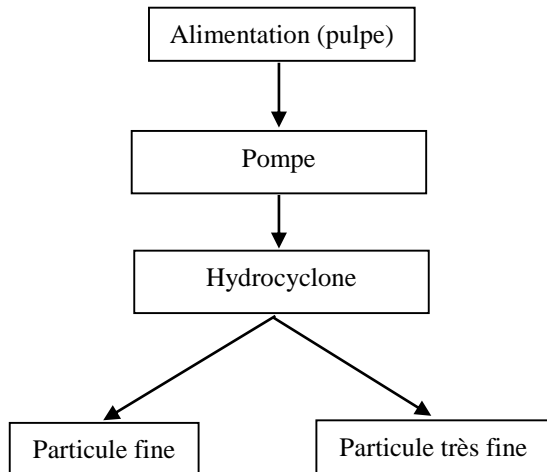 Alimentation (pulpe)
Pompe
Hydrocyclone
Particule fine
Particule très fine